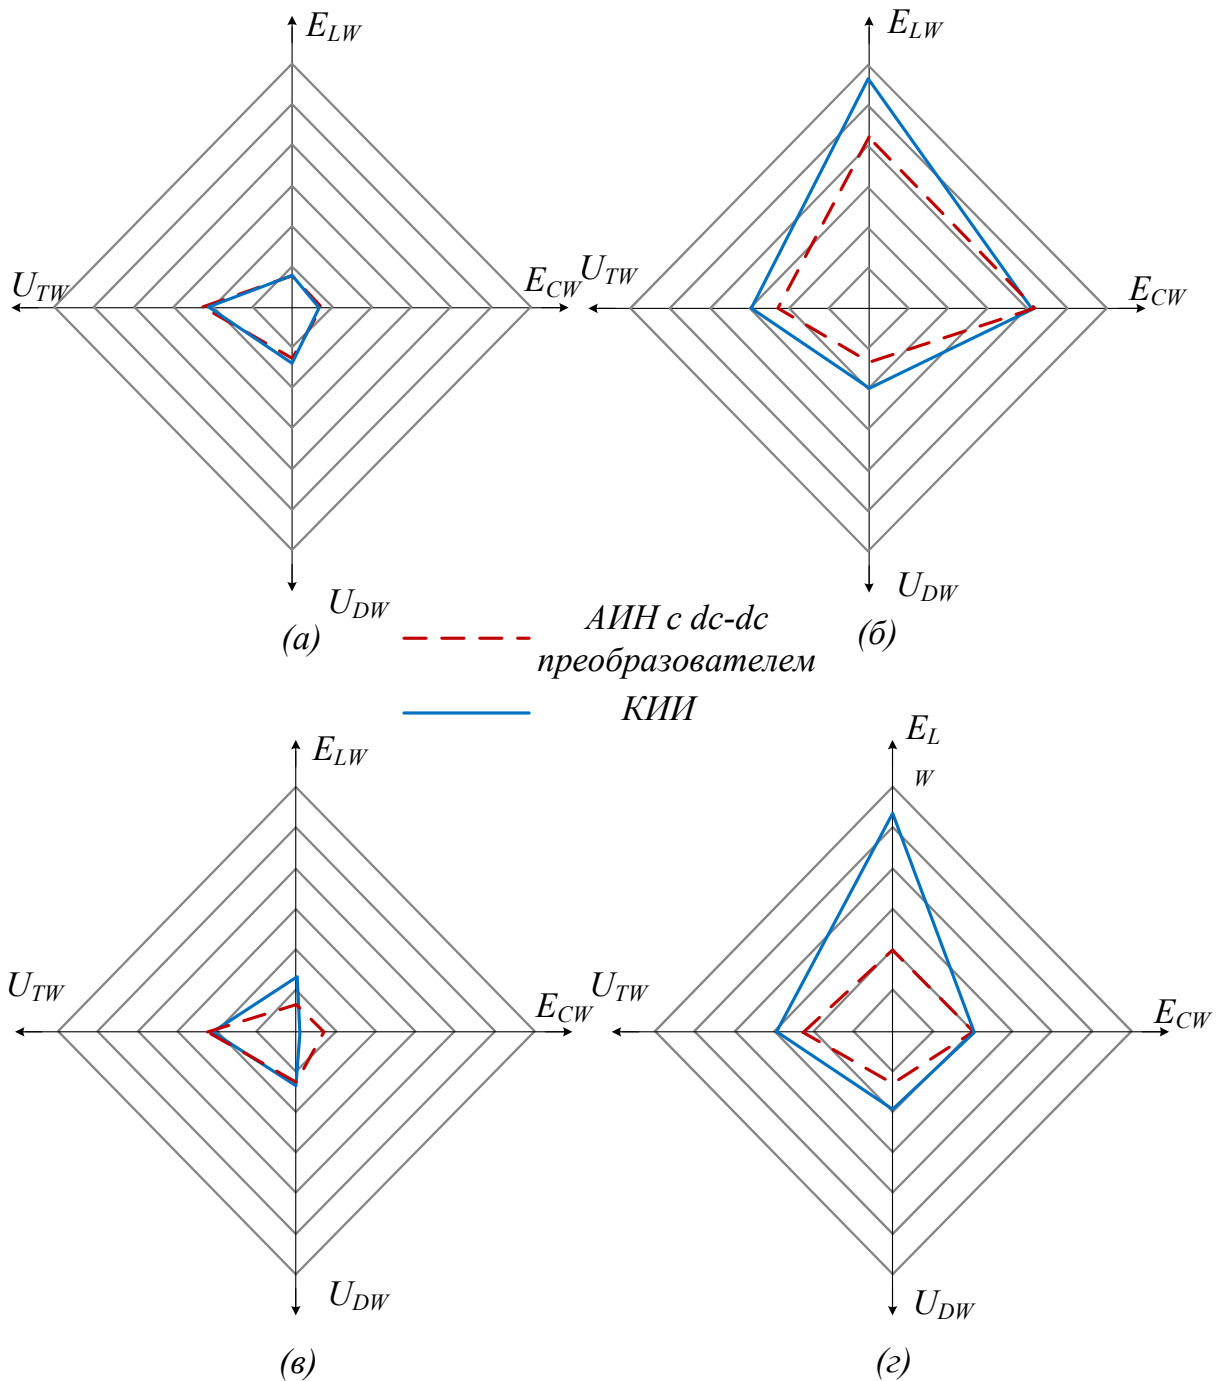 E_LW
E_LW
U_TW
E_CW
U_TW
E_CW
U_DW
U_DW
(а)
(б)
АИН с dc-dc
преобразователем
КИИ
E_LW
E_L
W
U_TW
E_CW
U_TW
E_CW
U_DW
U_DW
(в)
(г)